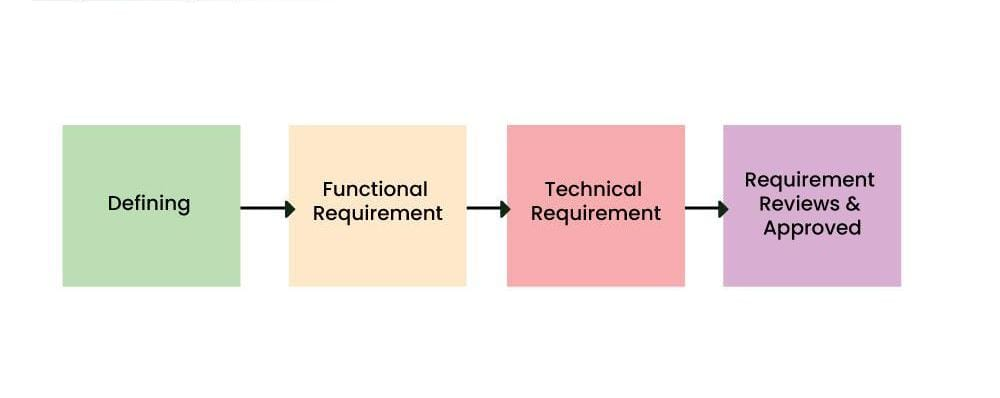 Defining
Functional
Requirement
Technical
Requirement
Requirement
Reviews &
Approved